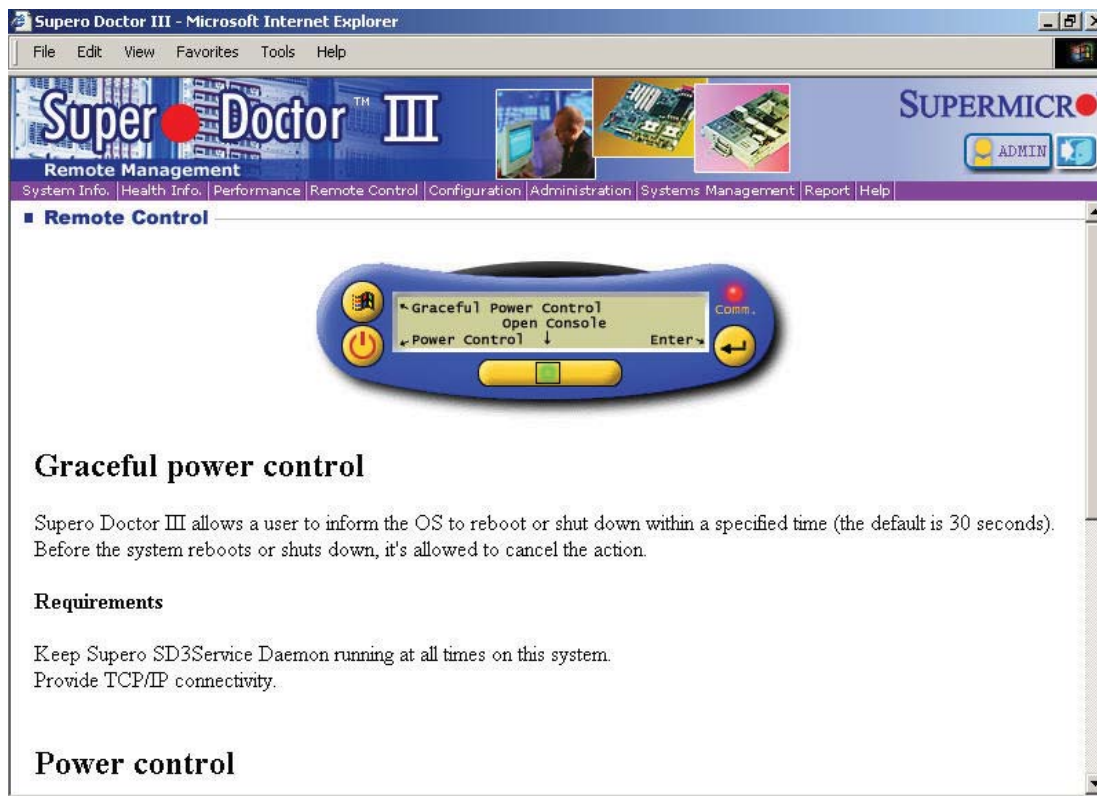 Supero Doctor III - Microsoft Internet Explorer
File Edit View Favorites Tools Help
Super Doctor™ III
Remote Management
SUPERMICR
ADMIN
System Info. Health Info. Performance Remote Control Configuration Administration Systems Management Report Help
Remote Control
Graceful Power Control
Open Console
Power Control ↓ Enter
Comm.
Graceful power control
Supero Doctor III allows a user to inform the OS to reboot or shut down within a specified time (the default is 30 seconds).
Before the system reboots or shuts down, it's allowed to cancel the action.
Requirements
Keep Supero SD3Service Daemon running at all times on this system.
Provide TCP/IP connectivity.
Power control